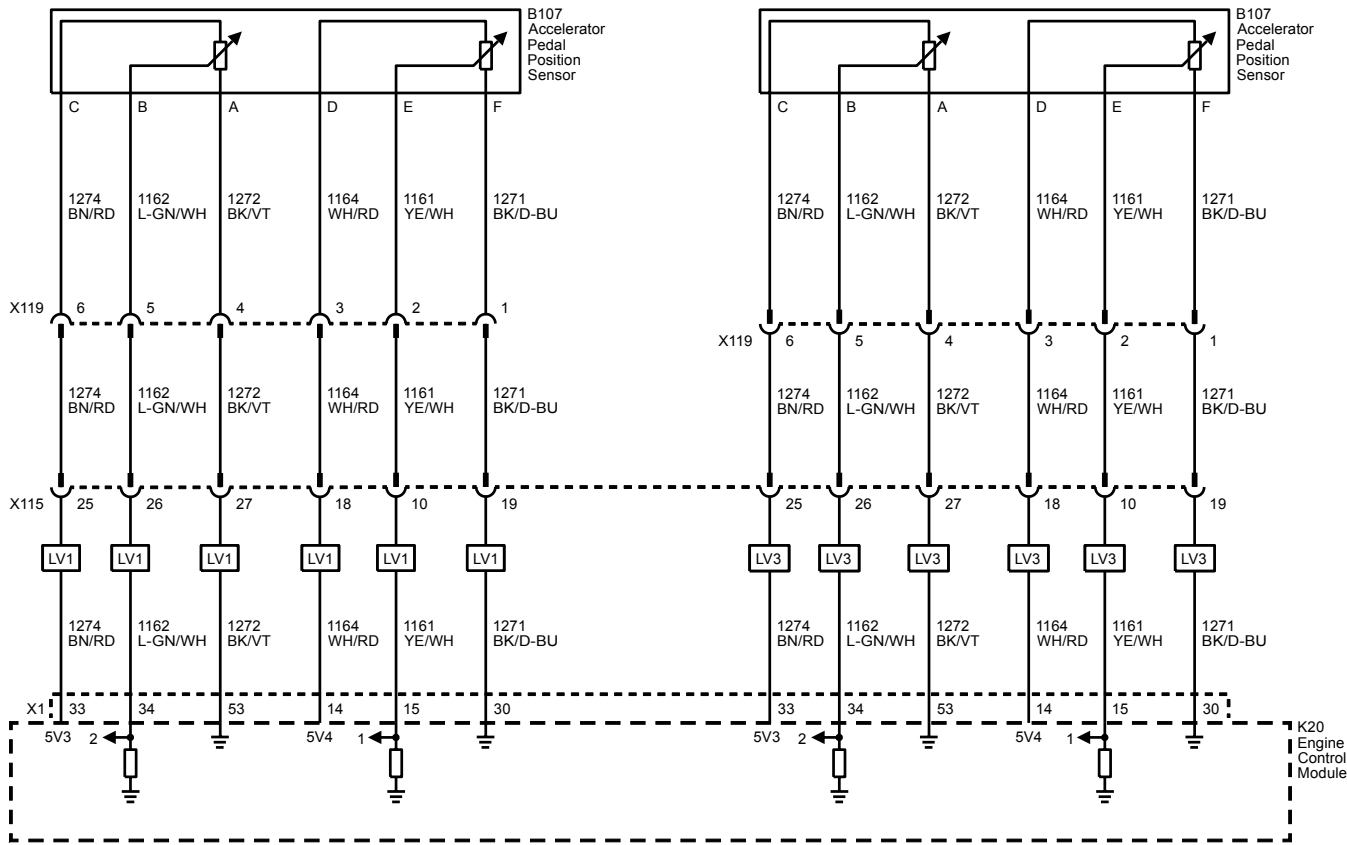 B107
Accelerator
Pedal
Position
Sensor
B107
Accelerator
Pedal
Position
Sensor
C B A D E F
C B A D E F
1274 1162 1272 1164 1161 1271
BN/RD L-GN/WH BK/VT WH/RD YE/WH BK/D-BU
1274 1162 1272 1164 1161 1271
BN/RD L-GN/WH BK/VT WH/RD YE/WH BK/D-BU
X119 6 5 4 3 2 1
X119 6 5 4 3 2 1
1274 1162 1272 1164 1161 1271
BN/RD L-GN/WH BK/VT WH/RD YE/WH BK/D-BU
1274 1162 1272 1164 1161 1271
BN/RD L-GN/WH BK/VT WH/RD YE/WH BK/D-BU
X115 25 26 27 18 10 19
25 26 27 18 10 19
LV1 LV1 LV1 LV1 LV1 LV1
LV3 LV3 LV3 LV3 LV3 LV3
1274 1162 1272 1164 1161 1271
BN/RD L-GN/WH BK/VT WH/RD YE/WH BK/D-BU
1274 1162 1272 1164 1161 1271
BN/RD L-GN/WH BK/VT WH/RD YE/WH BK/D-BU
X1 33 34 53 14 15 30
33 34 53 14 15 30
5V3 2 5V4 1
5V3 2 5V4 1
K20
Engine
Control
Module